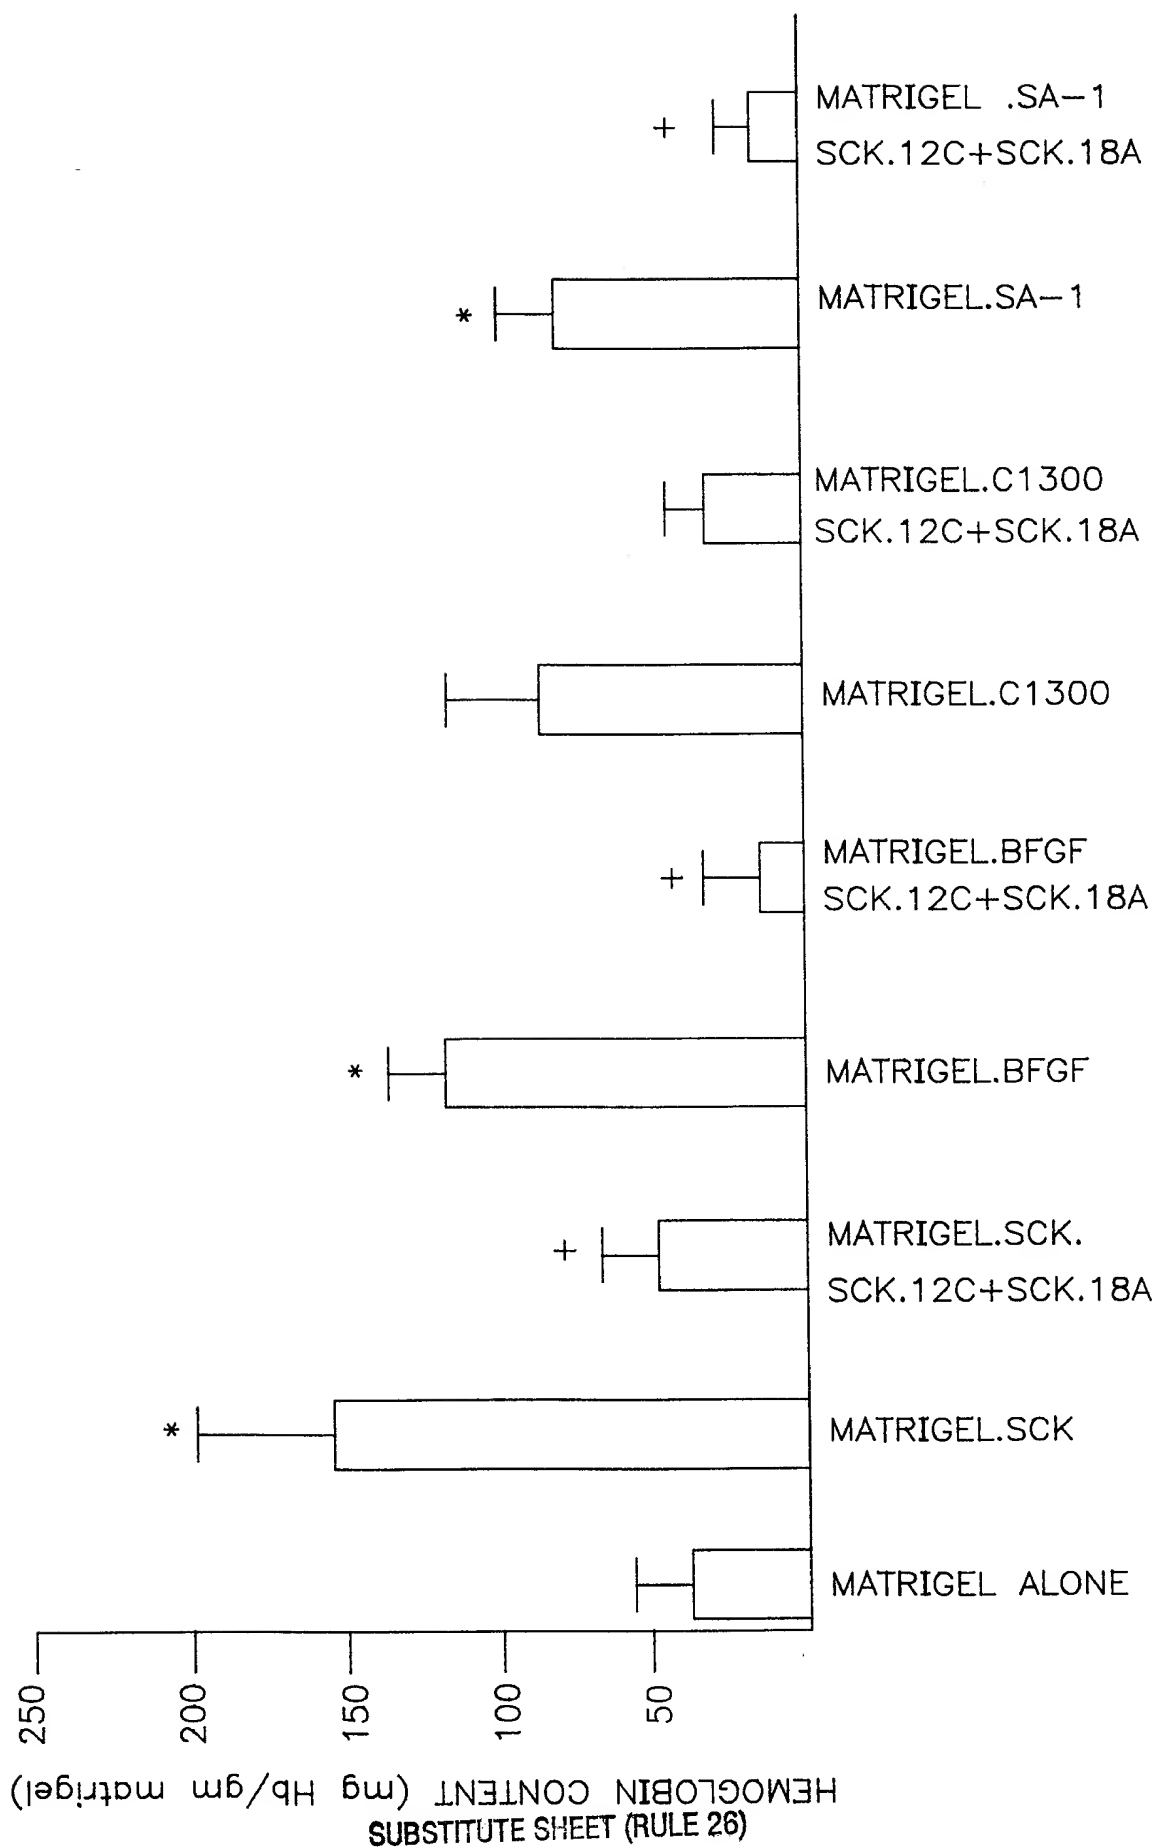 MATRIGEL .SA-1
SCK.12C+SCK.18A
*
+
MATRIGEL.SA-1
MATRIGEL.C1300
SCK.12C+SCK.18A
MATRIGEL.C1300
+
MATRIGEL.BFGF
SCK.12C+SCK.18A
*
MATRIGEL.BFGF
+
MATRIGEL.SCK.
SCK.12C+SCK.18A
*
MATRIGEL.SCK
MATRIGEL ALONE
250
200
150
100
50
HEMOGLOBIN CONTENT (mg Hb/gm matrigel)
SUBSTITUTE SHEET (RULE 26)